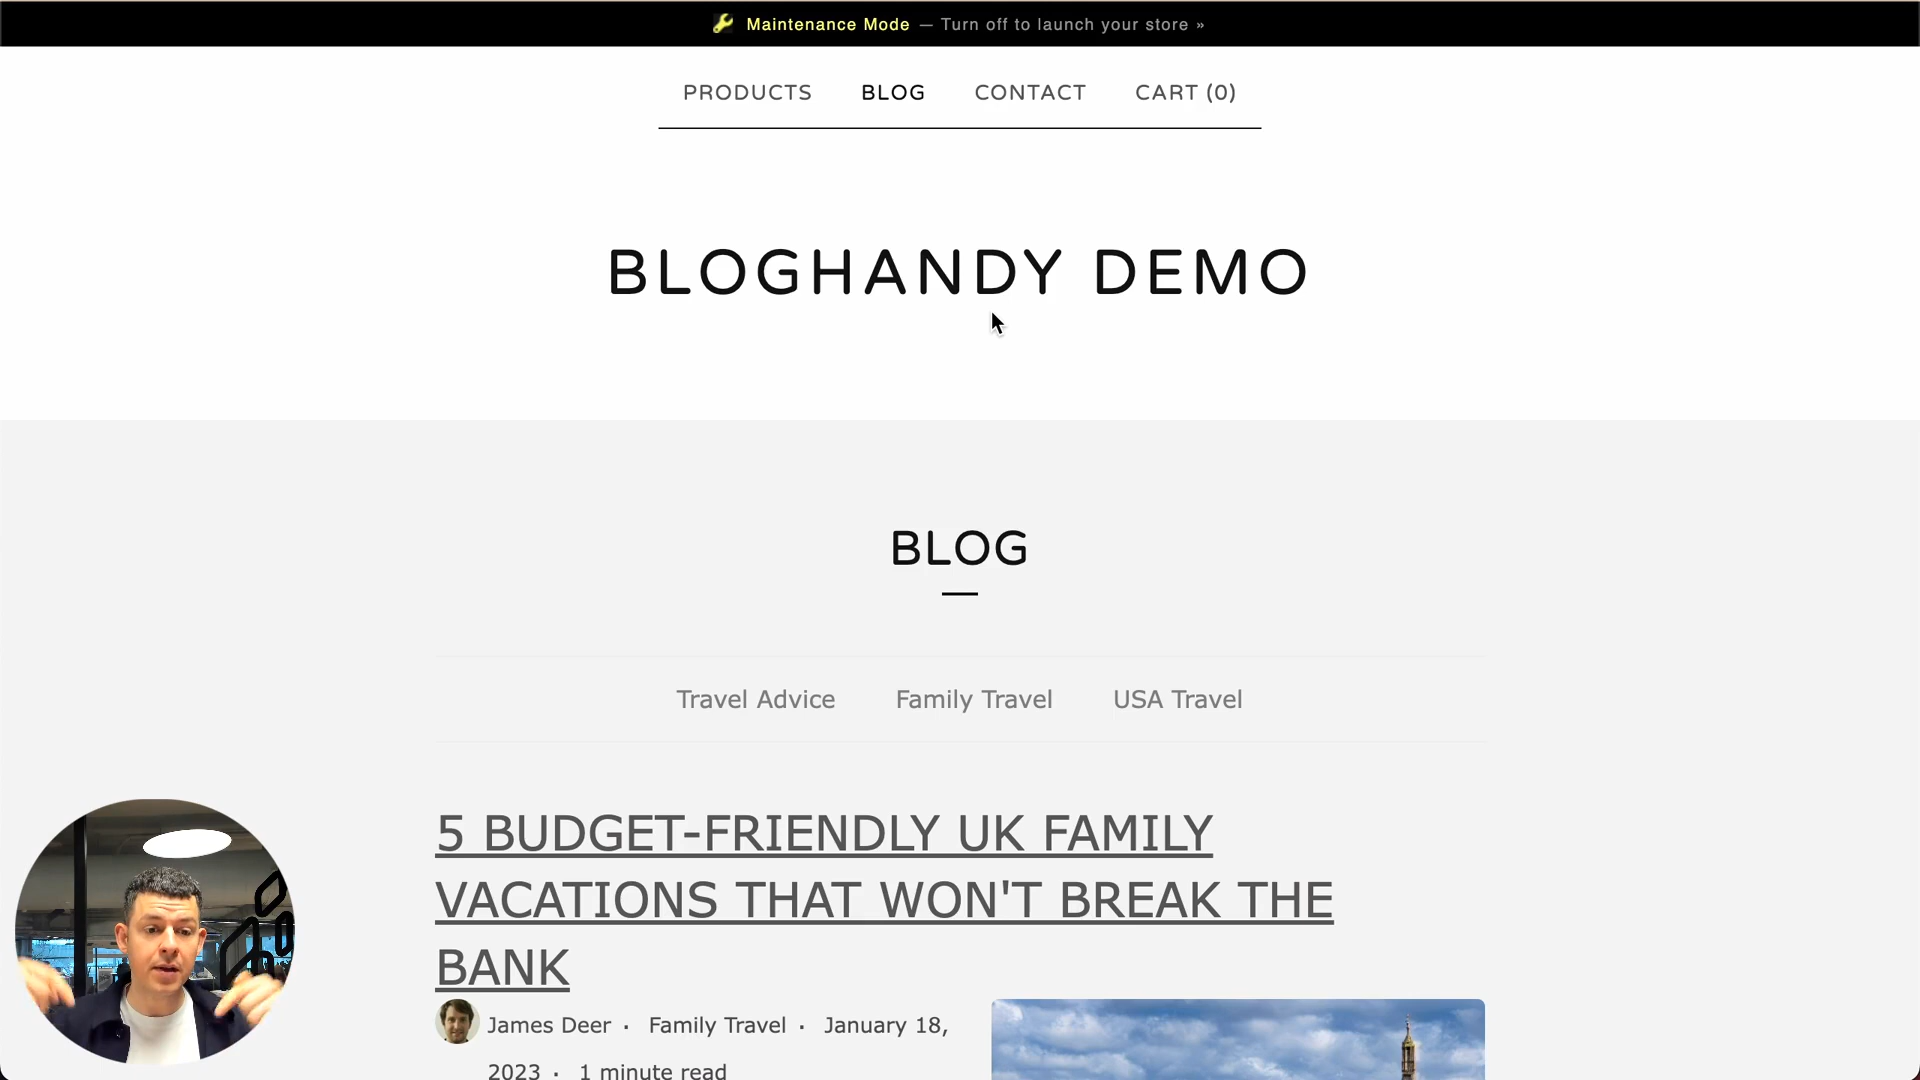 Maintenance Mode — Turn off to launch your store »
PRODUCTS BLOG CONTACT CART (0)
BLOGHANDY DEMO
BLOG
Travel Advice Family Travel USA Travel
5 BUDGET-FRIENDLY UK FAMILY
VACATIONS THAT WON'T BREAK THE
BANK
James Deer · Family Travel · January 18,
2023 · 1 minute read